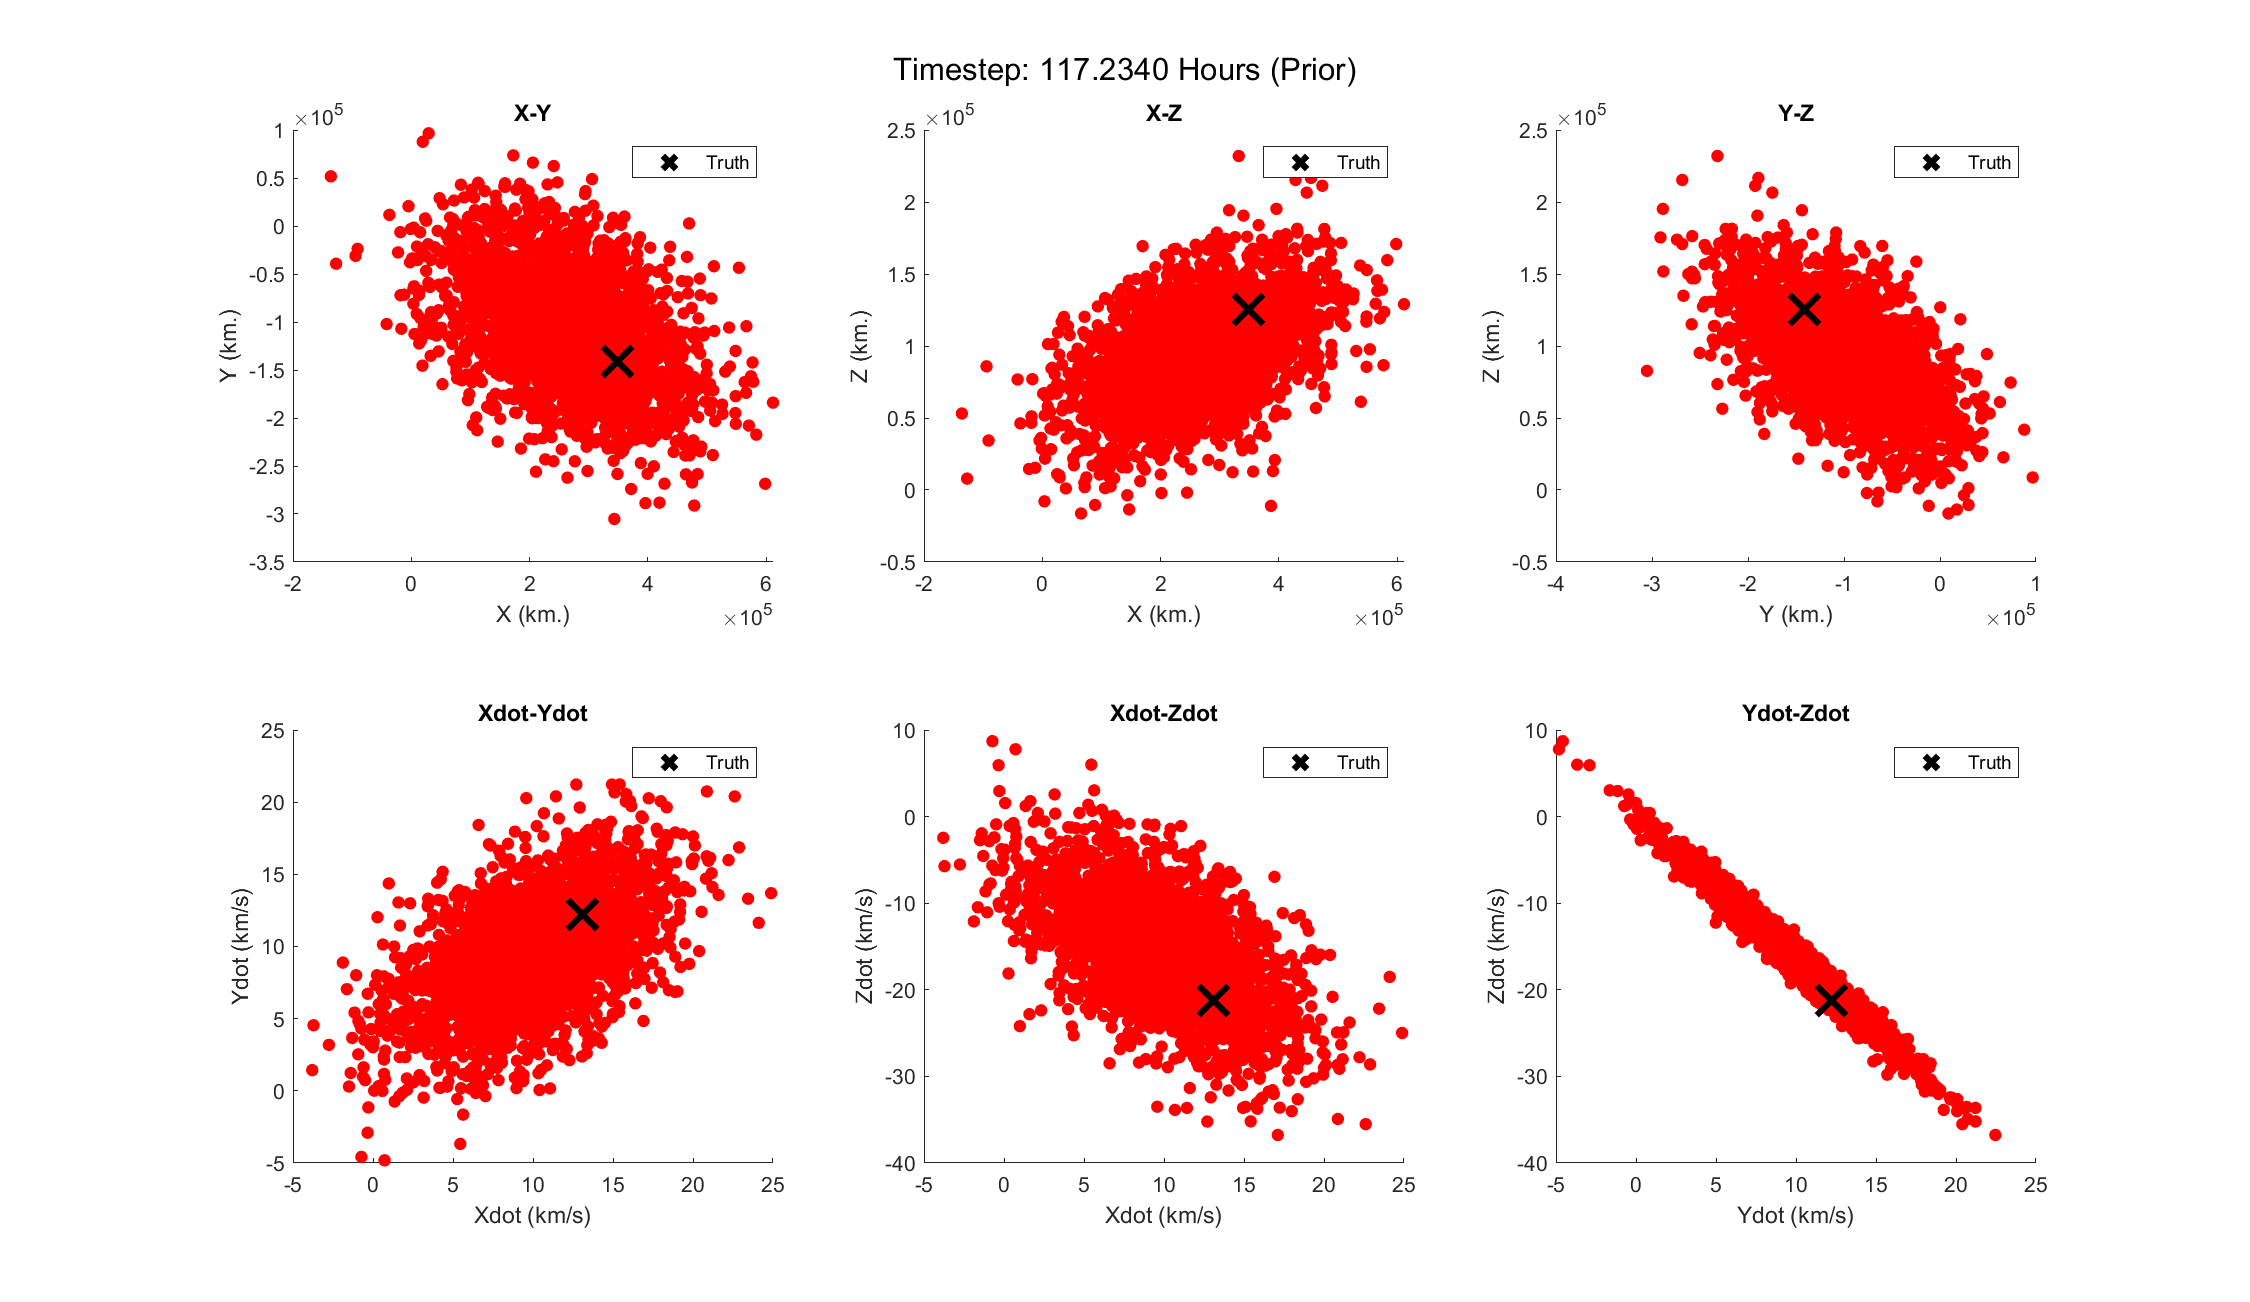 Timestep: 117.2340 Hours (Prior)
X-Y
×10^5
Truth
1
0.5
0
-0.5
-1
-1.5
-2
-2.5
-3
-3.5
Y (km.)
-2 0 2 4 6
X (km.)
×10^5
X-Z
×10^5
Truth
2.5
2
1.5
1
0.5
0
-0.5
Z (km.)
-2 0 2 4 6
X (km.)
×10^5
Y-Z
×10^5
Truth
2.5
2
1.5
1
0.5
0
-0.5
Z (km.)
-4 -3 -2 -1 0 1
Y (km.)
×10^5
Xdot-Ydot
Truth
25
20
15
10
5
0
-5
Ydot (km/s)
-5 0 5 10 15 20 25
Xdot (km/s)
Xdot-Zdot
Truth
10
0
-10
-20
-30
-40
Zdot (km/s)
-5 0 5 10 15 20 25
Xdot (km/s)
Ydot-Zdot
Truth
10
0
-10
-20
-30
-40
Zdot (km/s)
-5 0 5 10 15 20 25
Ydot (km/s)